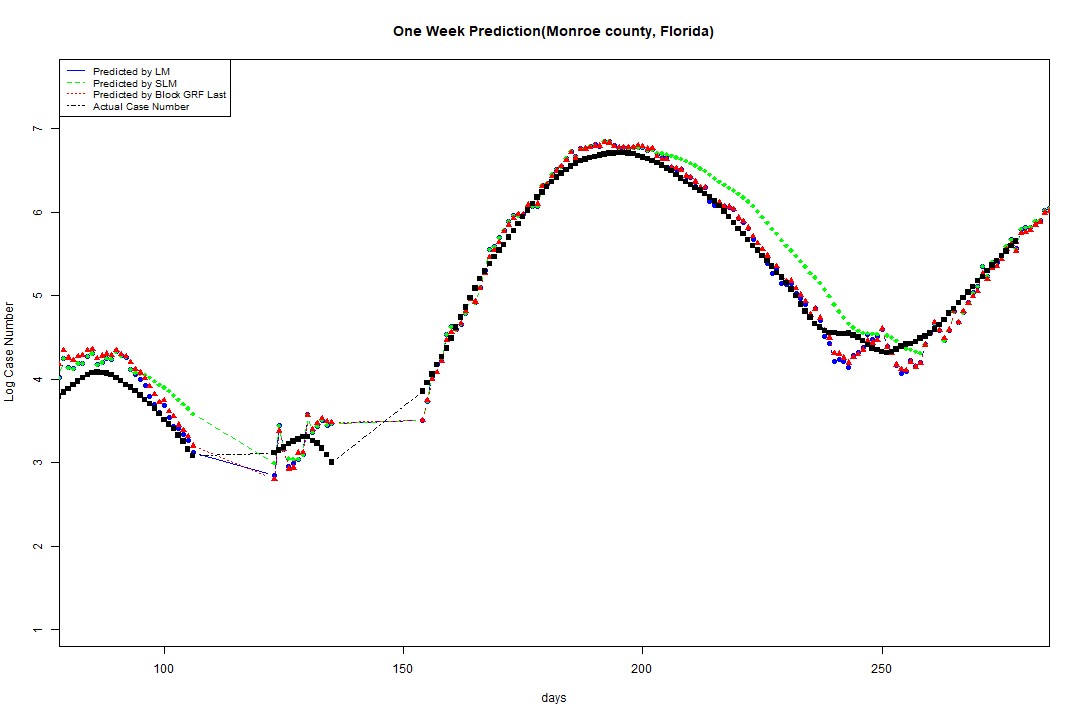 One Week Prediction(Monroe county, Florida)
Predicted by LM
Predicted by SLM
Predicted by Block GRF Last
Actual Case Number
7
6
5
4
3
2
1
Log Case Number
100 150 200 250
days